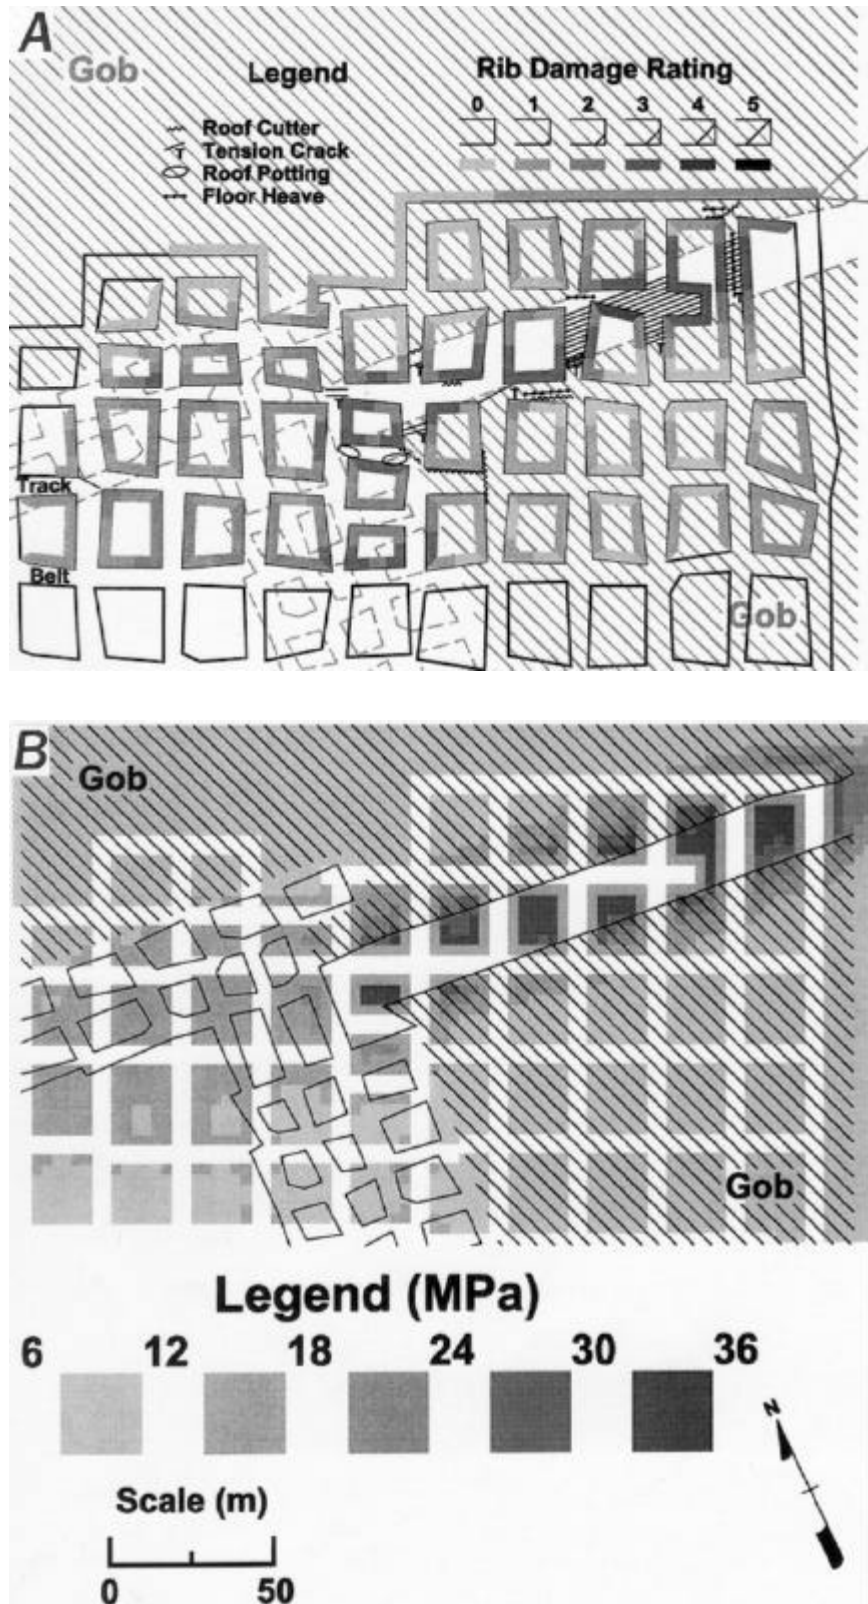 A
Gob
Legend
Roof Cutter
Tension Crack
Roof Potting
Floor Heave
Rib Damage Rating
0 1 2 3 4 5
Track
Belt
Gob
B
Gob
Gob
Legend (MPa)
6 12 18 24 30 36
Scale (m)
0 50
N